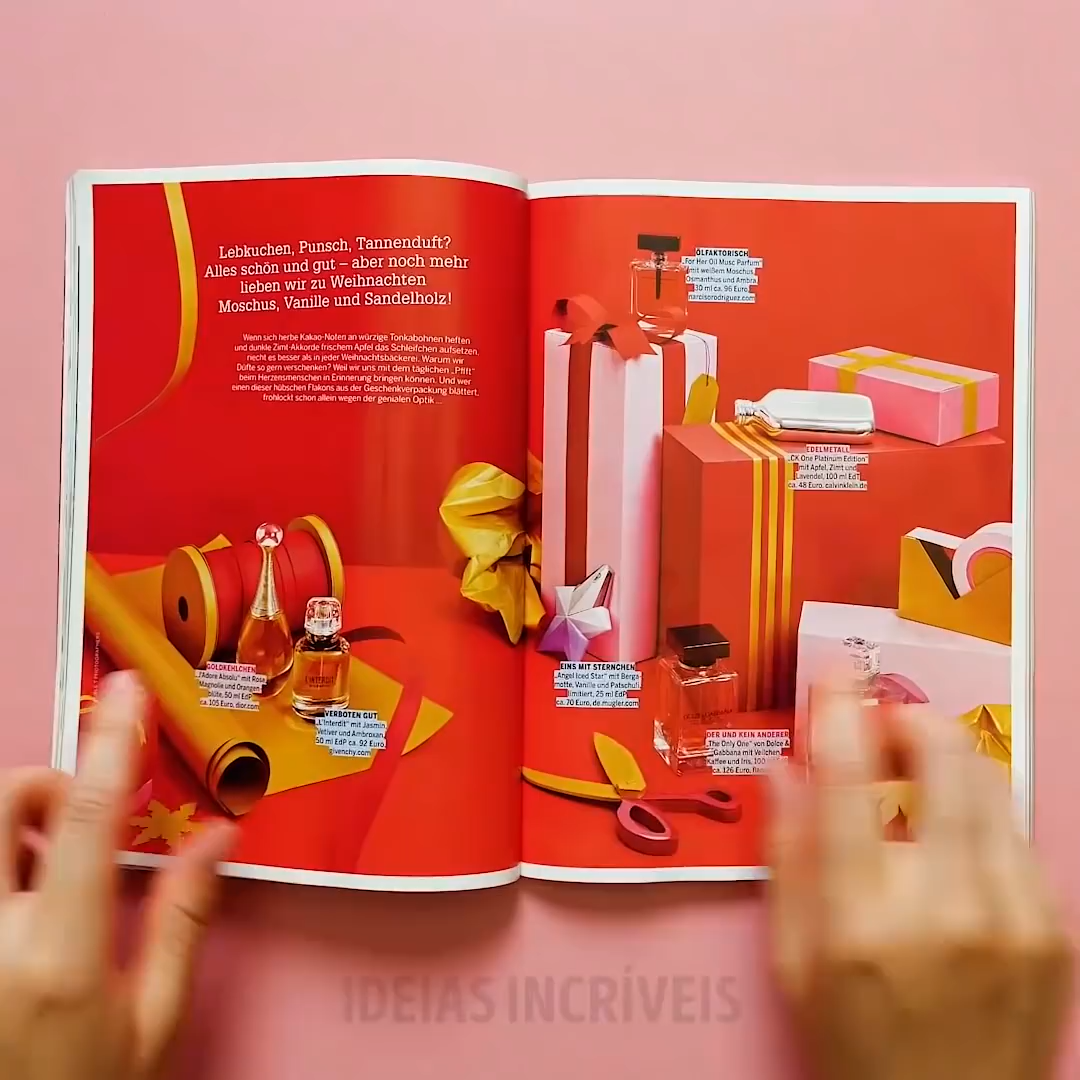 Lebkuchen, Punsch, Tannenduft?
Alles schön und gut – aber noch mehr
lieben wir zu Weihnachten
Moschus, Vanille und Sandelholz!
Wenn sich herbe Kakao-Noten an würzige Tonkabohnen heften
und dunkle Zimt-Akkorde frischem Apfel das Schleifchen aufsetzen,
riecht es besser als in jeder Weihnachtsbäckerei. Warum wir
Düfte so gern verschenken? Weil wir uns mit dem täglichen „Pfift“
beim Herzensmenschen in Erinnerung bringen können. Und wer
einen dieser hübschen Flakons aus der Geschenkverpackung blättert,
frohlockt schon allein wegen der genialen Optik ...
GOLDKEHLCHEN
„J'Adore Absolu“ mit Rose,
Magnolie und Orangen-
blüte, 50 ml EdP
ca. 105 Euro, dior.com
L'INTERDIT
VERBOTEN GUT
„L'Interdit“ mit Jasmin,
Vetiver und Ambroxan,
50 ml EdP ca. 92 Euro,
givenchy.com
OLFAKTORISCH
„For Her Oil Musc Parfum“
mit weißem Moschus,
Osmanthus und Ambra,
30 ml ca. 96 Euro,
narcisorodriguez.com
EDELMETALL
„CK One Platinum Edition“
mit Apfel, Zimt und
Lavendel, 100 ml EdT
ca. 48 Euro, calvinklein.de
EINS MIT STERNCHEN
„Angel Iced Star“ mit Berga-
motte, Vanille und Patschuli,
limitiert, 25 ml EdP
ca. 70 Euro, de.mugler.com
DER UND KEIN ANDERER
„The Only One“ von Dolce &
Gabbana mit Veilchen,
Kaffee und Iris, 100
ca. 126 Euro,
IDEIAS INCRÍVEIS